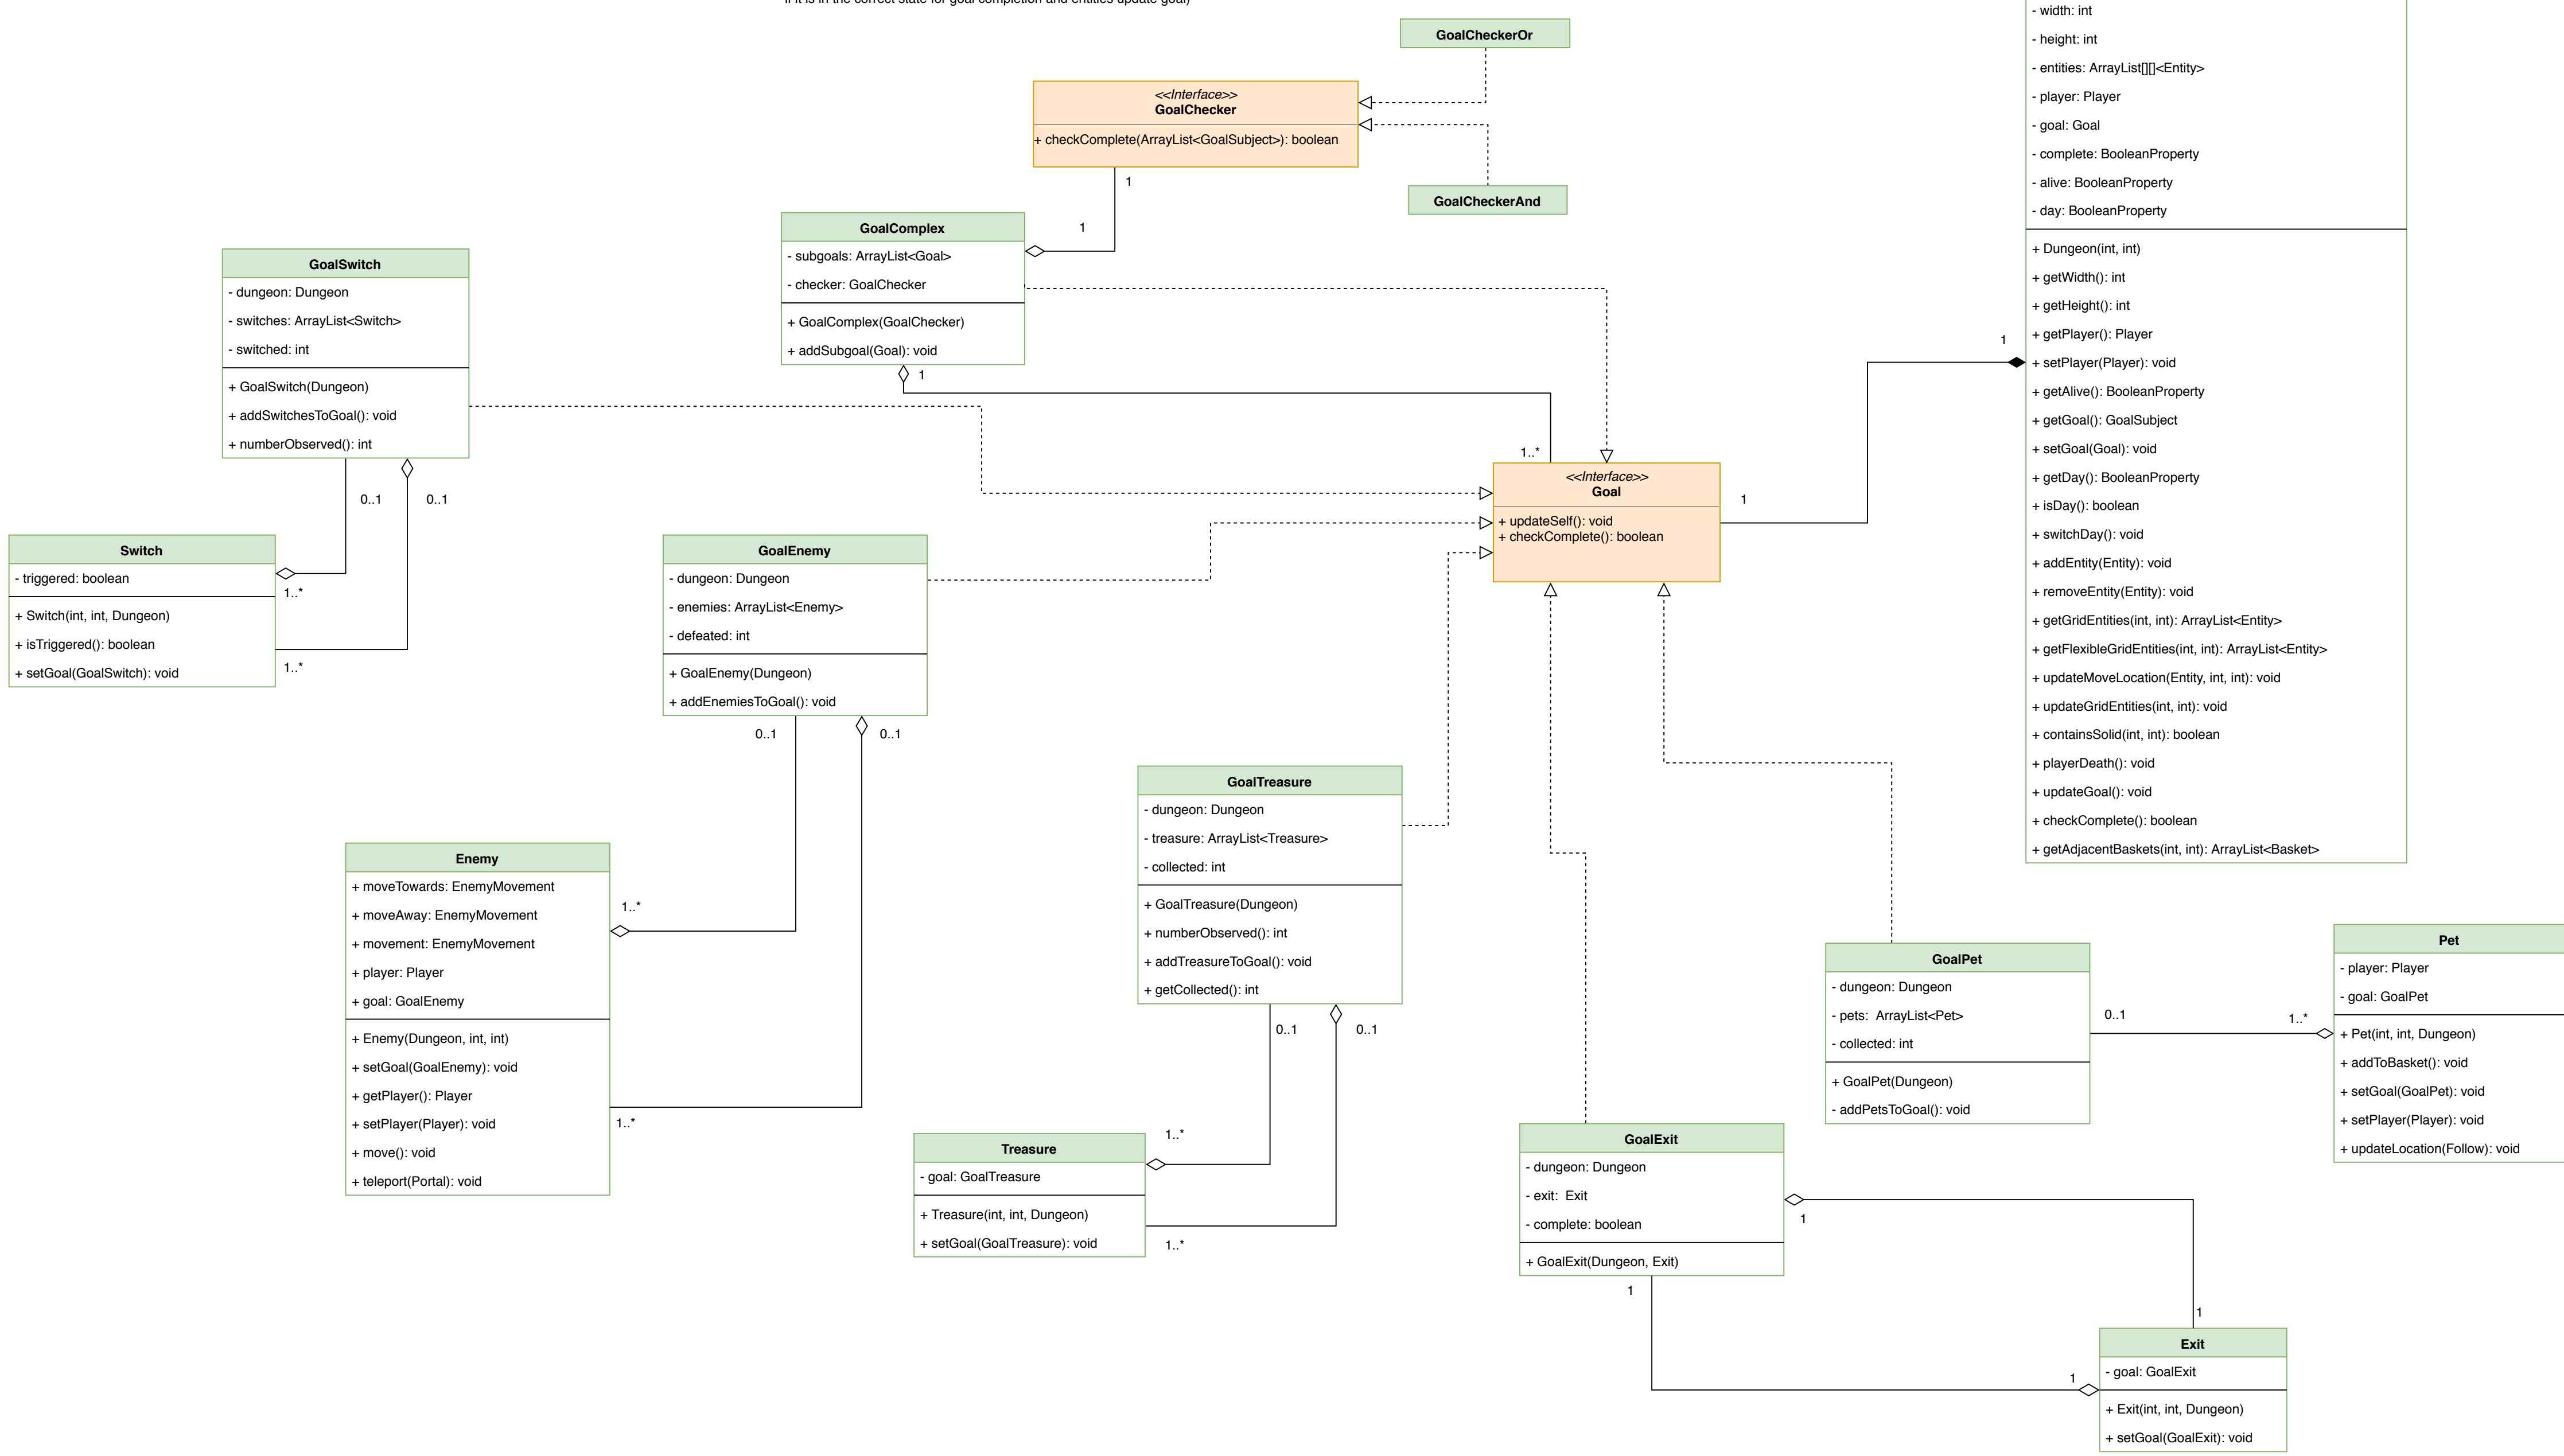 if it is in the correct state for goal completion and entities update goal)
GoalCheckerOr
<<Interface>>
GoalChecker
+ checkComplete(ArrayList<GoalSubject>): boolean
GoalCheckerAnd
1
1
GoalComplex
- subgoals: ArrayList<Goal>
- checker: GoalChecker
+ GoalComplex(GoalChecker)
+ addSubgoal(Goal): void
1
1..*
GoalSwitch
- dungeon: Dungeon
- switches: ArrayList<Switch>
- switched: int
+ GoalSwitch(Dungeon)
+ addSwitchesToGoal(): void
+ numberObserved(): int
0..1
0..1
Switch
- triggered: boolean
+ Switch(int, int, Dungeon)
+ isTriggered(): boolean
+ setGoal(GoalSwitch): void
1..*
1..*
<<Interface>>
Goal
+ updateSelf(): void
+ checkComplete(): boolean
1
1
- width: int
- height: int
- entities: ArrayList[][]<Entity>
- player: Player
- goal: Goal
- complete: BooleanProperty
- alive: BooleanProperty
- day: BooleanProperty
+ Dungeon(int, int)
+ getWidth(): int
+ getHeight(): int
+ getPlayer(): Player
+ setPlayer(Player): void
+ getAlive(): BooleanProperty
+ getGoal(): GoalSubject
+ setGoal(Goal): void
+ getDay(): BooleanProperty
+ isDay(): boolean
+ switchDay(): void
+ addEntity(Entity): void
+ removeEntity(Entity): void
+ getGridEntities(int, int): ArrayList<Entity>
+ getFlexibleGridEntities(int, int): ArrayList<Entity>
+ updateMoveLocation(Entity, int, int): void
+ updateGridEntities(int, int): void
+ containsSolid(int, int): boolean
+ playerDeath(): void
+ updateGoal(): void
+ checkComplete(): boolean
+ getAdjacentBaskets(int, int): ArrayList<Basket>
GoalEnemy
- dungeon: Dungeon
- enemies: ArrayList<Enemy>
- defeated: int
+ GoalEnemy(Dungeon)
+ addEnemiesToGoal(): void
0..1
0..1
Enemy
+ moveTowards: EnemyMovement
+ moveAway: EnemyMovement
+ movement: EnemyMovement
+ player: Player
+ goal: GoalEnemy
+ Enemy(Dungeon, int, int)
+ setGoal(GoalEnemy): void
+ getPlayer(): Player
+ setPlayer(Player): void
+ move(): void
+ teleport(Portal): void
1..*
1..*
GoalTreasure
- dungeon: Dungeon
- treasure: ArrayList<Treasure>
- collected: int
+ GoalTreasure(Dungeon)
+ numberObserved(): int
+ addTreasureToGoal(): void
+ getCollected(): int
0..1
0..1
Treasure
- goal: GoalTreasure
+ Treasure(int, int, Dungeon)
+ setGoal(GoalTreasure): void
1..*
1..*
GoalPet
- dungeon: Dungeon
- pets:  ArrayList<Pet>
- collected: int
+ GoalPet(Dungeon)
- addPetsToGoal(): void
0..1
1..*
Pet
- player: Player
- goal: GoalPet
+ Pet(int, int, Dungeon)
+ addToBasket(): void
+ setGoal(GoalPet): void
+ setPlayer(Player): void
+ updateLocation(Follow): void
GoalExit
- dungeon: Dungeon
- exit:  Exit
- complete: boolean
+ GoalExit(Dungeon, Exit)
1
1
1
1
Exit
- goal: GoalExit
+ Exit(int, int, Dungeon)
+ setGoal(GoalExit): void